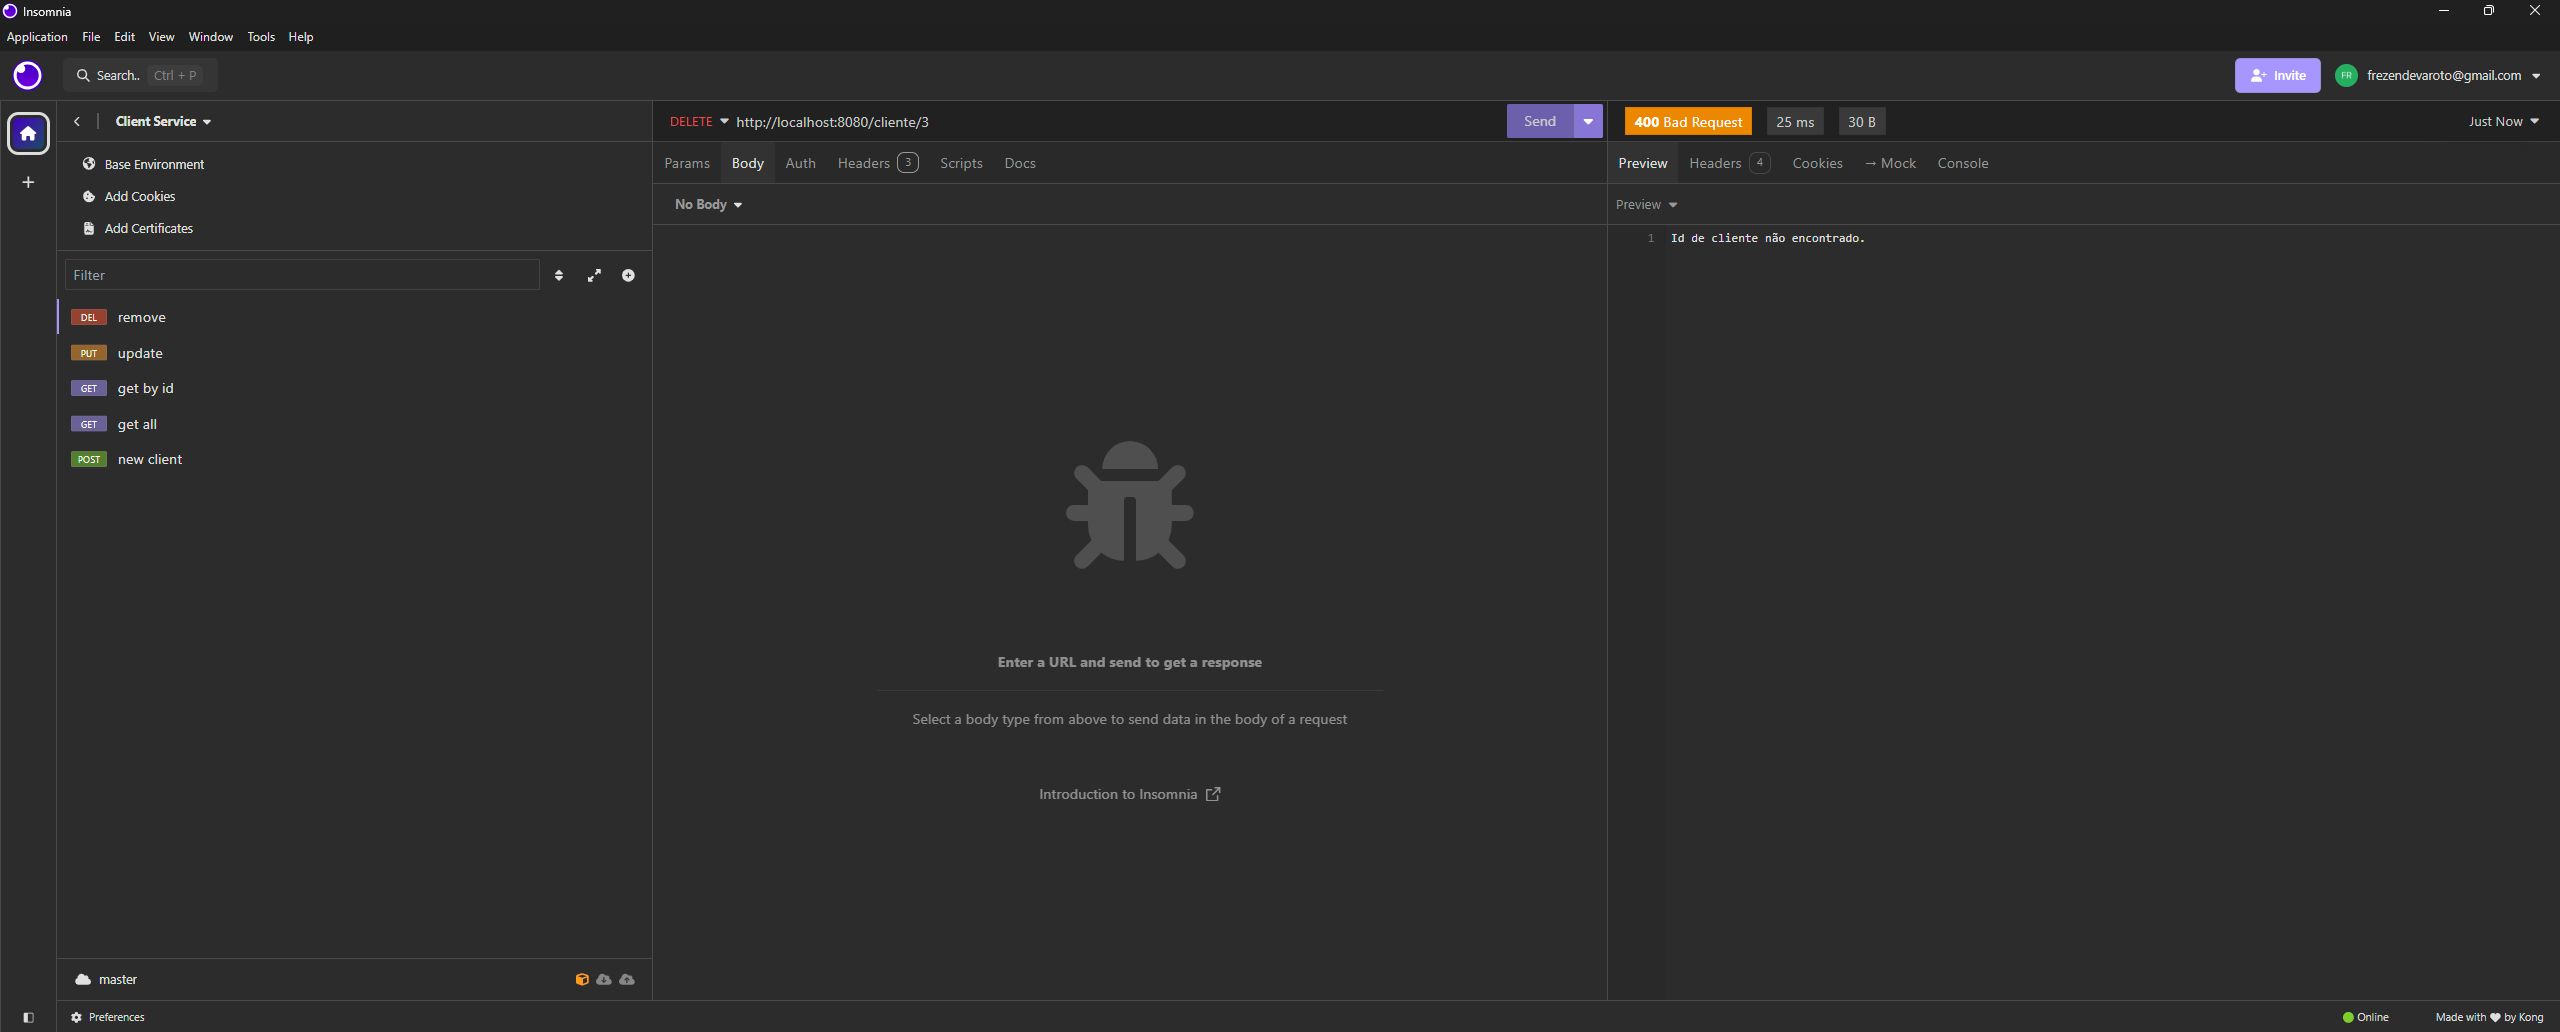 Insomnia
Application File Edit View Window Tools Help
Search.. Ctrl + P
Invite FR frezendevaroto@gmail.com
Client Service
Base Environment
Add Cookies
Add Certificates
Filter
DEL remove
PUT update
GET get by id
GET get all
POST new client
master
DELETE http://localhost:8080/cliente/3 Send
Params Body Auth Headers 3 Scripts Docs
No Body
Enter a URL and send to get a response
Select a body type from above to send data in the body of a request
Introduction to Insomnia
400 Bad Request 25 ms 30 B Just Now
Preview Headers 4 Cookies → Mock Console
Preview
1 Id de cliente não encontrado.
Preferences
Online Made with ♥ by Kong